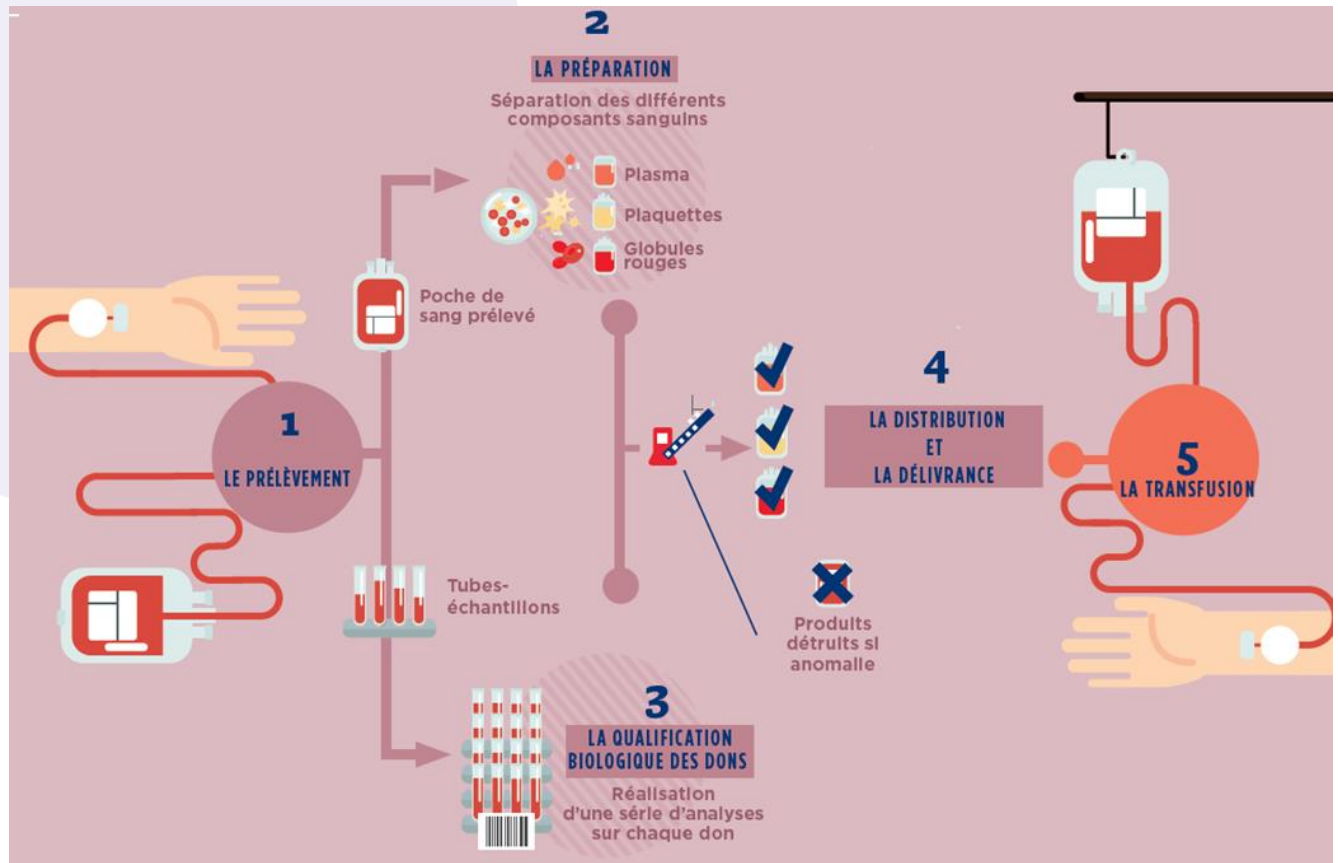 2
LA PRÉPARATION
Séparation des différents
composants sanguins
Plasma
Plaquettes
Globules
rouges
Poche de
sang prélevé
1
LE PRÉLÈVEMENT
Tubes-
échantillons
3
LA QUALIFICATION
BIOLOGIQUE DES DONS
Réalisation
d'une série d'analyses
sur chaque don
Produits
détruits si
anomalie
4
LA DISTRIBUTION
ET
LA DÉLIVRANCE
5
LA TRANSFUSION